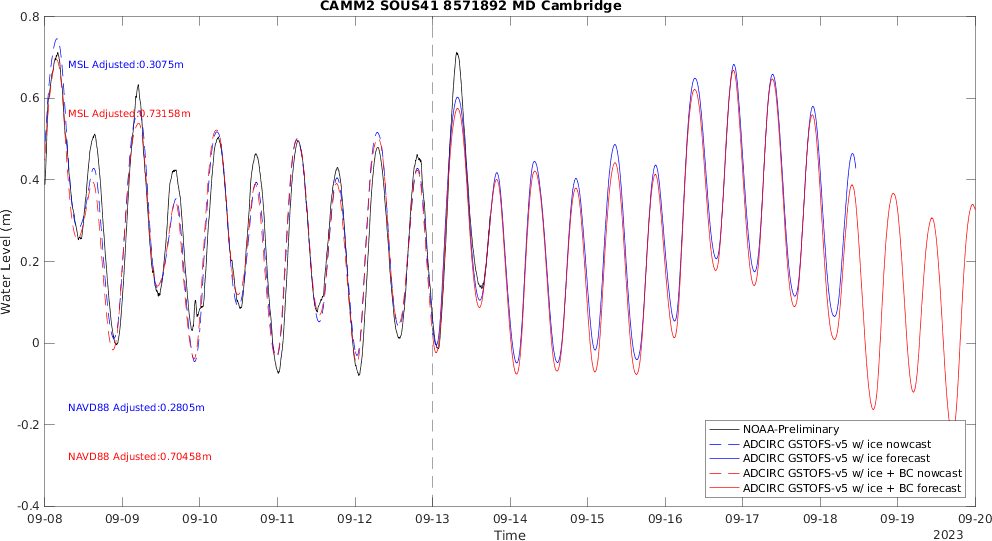 CAMM2 SOUS41 8571892 MD Cambridge
0.8
0.6
0.4
0.2
0
-0.2
-0.4
Water Level (m)
MSL Adjusted:0.3075m
MSL Adjusted:0.73158m
NAVD88 Adjusted:0.2805m
NAVD88 Adjusted:0.70458m
NOAA-Preliminary
ADCIRC GSTOFS-v5 w/ ice nowcast
ADCIRC GSTOFS-v5 w/ ice forecast
ADCIRC GSTOFS-v5 w/ ice + BC nowcast
ADCIRC GSTOFS-v5 w/ ice + BC forecast
09-08 09-09 09-10 09-11 09-12 09-13 09-14 09-15 09-16 09-17 09-18 09-19 09-20
Time
2023